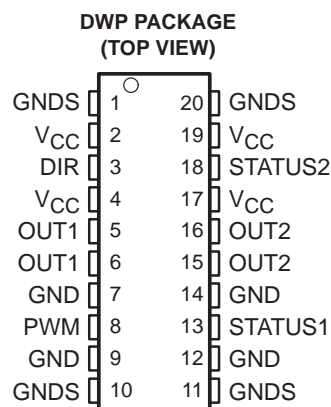 DWP PACKAGE
(TOP VIEW)
GNDS 1 20 GNDS
VCC 2 19 VCC
DIR 3 18 STATUS2
VCC 4 17 VCC
OUT1 5 16 OUT2
OUT1 6 15 OUT2
GND 7 14 GND
PWM 8 13 STATUS1
GND 9 12 GND
GNDS 10 11 GNDS